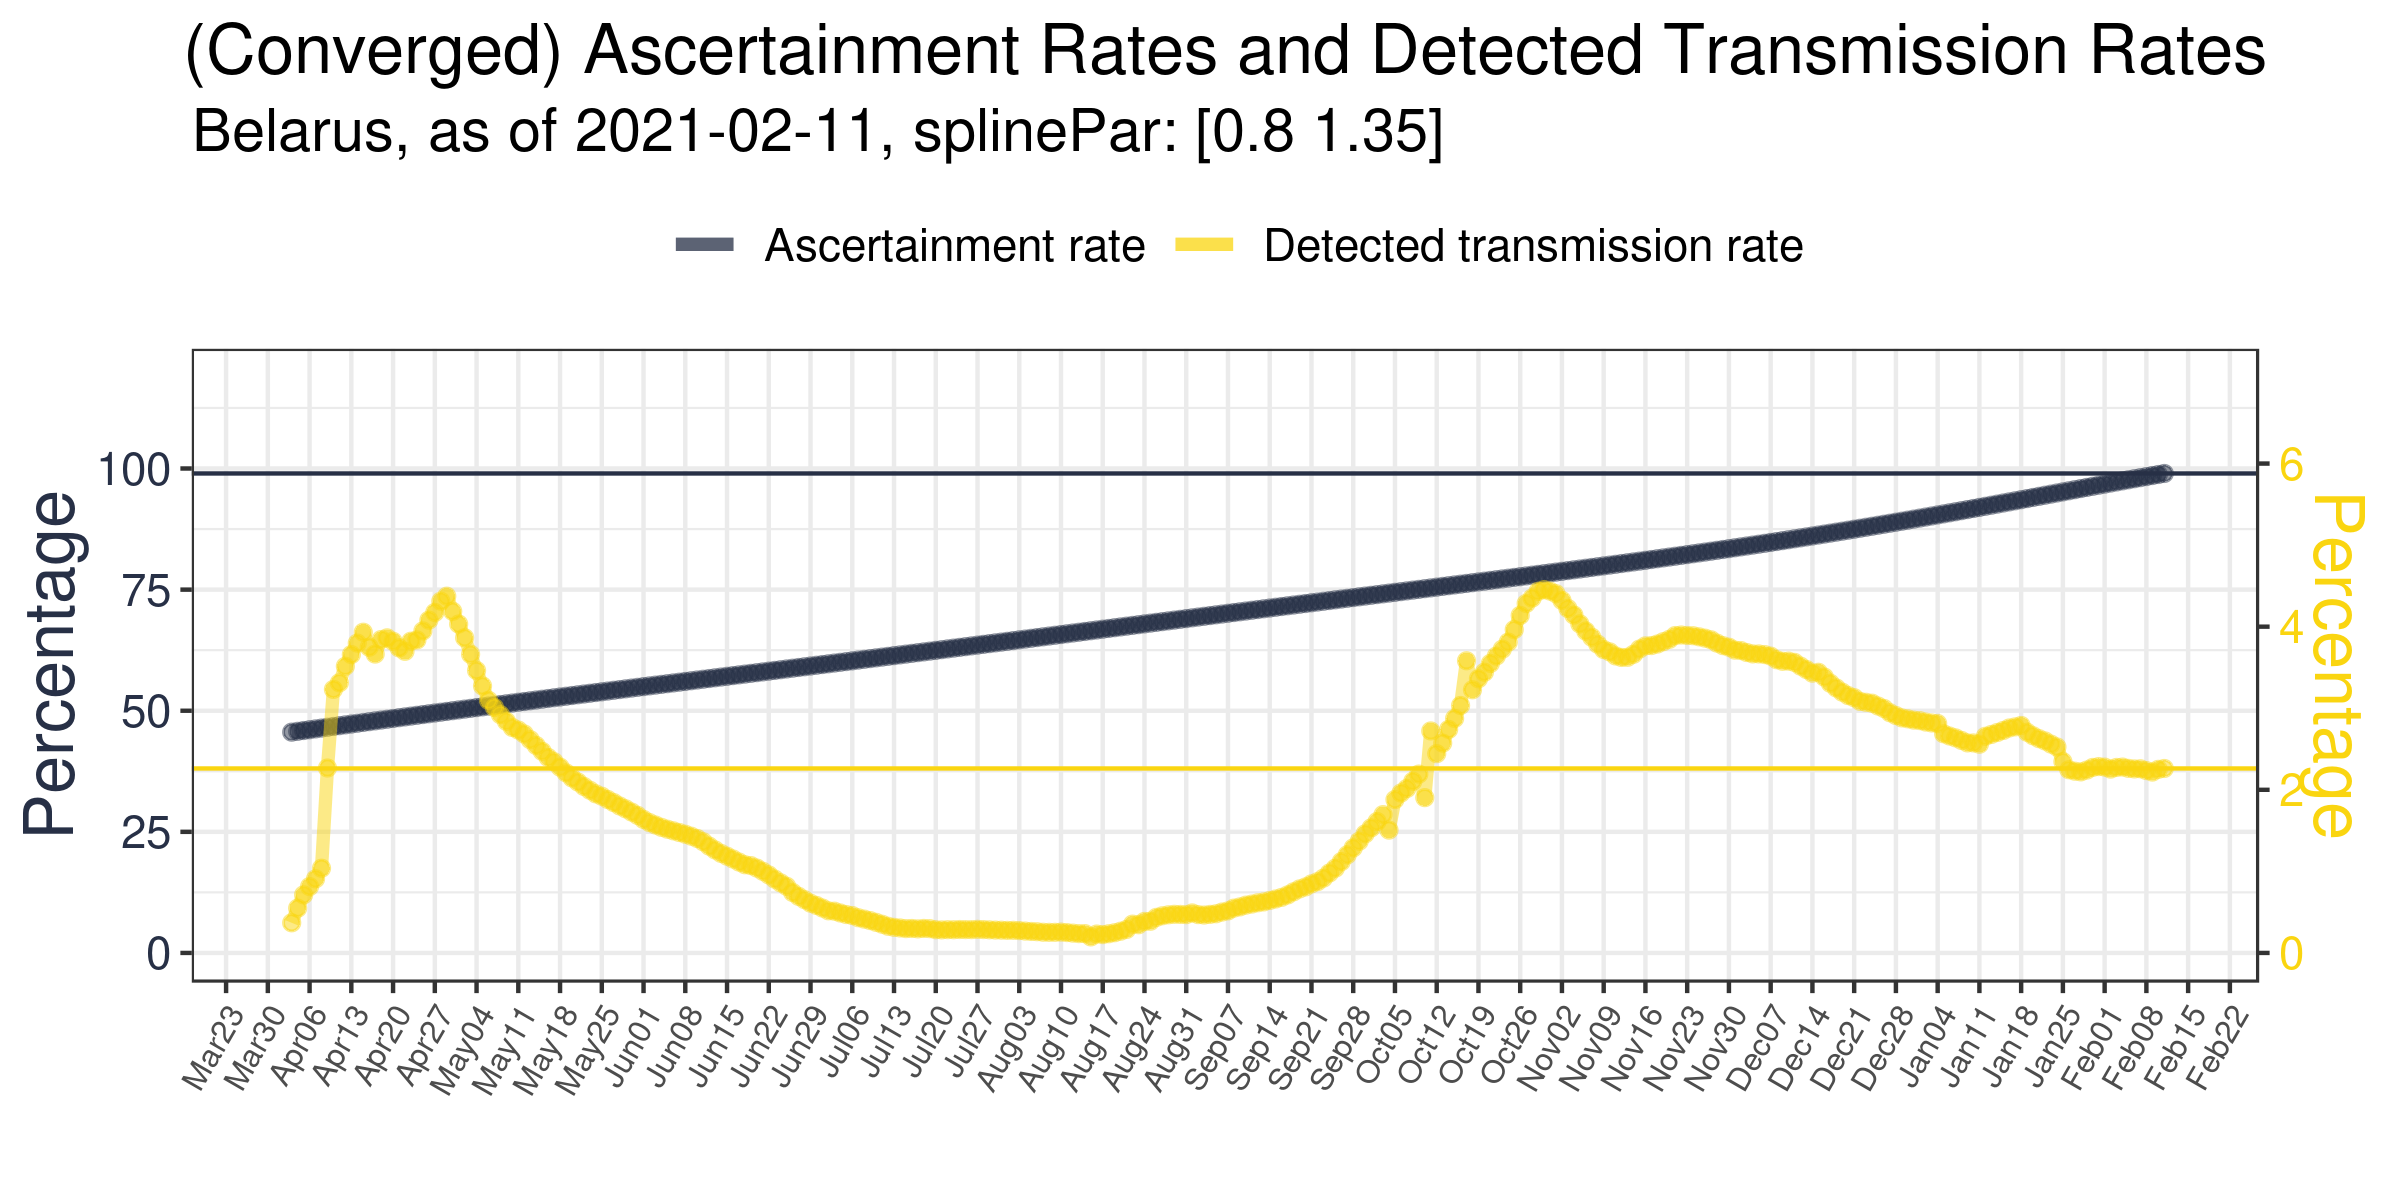 (Converged) Ascertainment Rates and Detected Transmission Rates
Belarus, as of 2021-02-11, splinePar: [0.8 1.35]
Ascertainment rate Detected transmission rate
Percentage
100
75
50
25
0
6
4
2
0
Percentage
Mar23 Mar30 Apr06 Apr13 Apr20 Apr27 May04 May11 May18 May25 Jun01 Jun08 Jun15 Jun22 Jun29 Jul06 Jul13 Jul20 Jul27 Aug03 Aug10 Aug17 Aug24 Aug31 Sep07 Sep14 Sep21 Sep28 Oct05 Oct12 Oct19 Oct26 Nov02 Nov09 Nov16 Nov23 Nov30 Dec07 Dec14 Dec21 Dec28 Jan04 Jan11 Jan18 Jan25 Feb01 Feb08 Feb15 Feb22